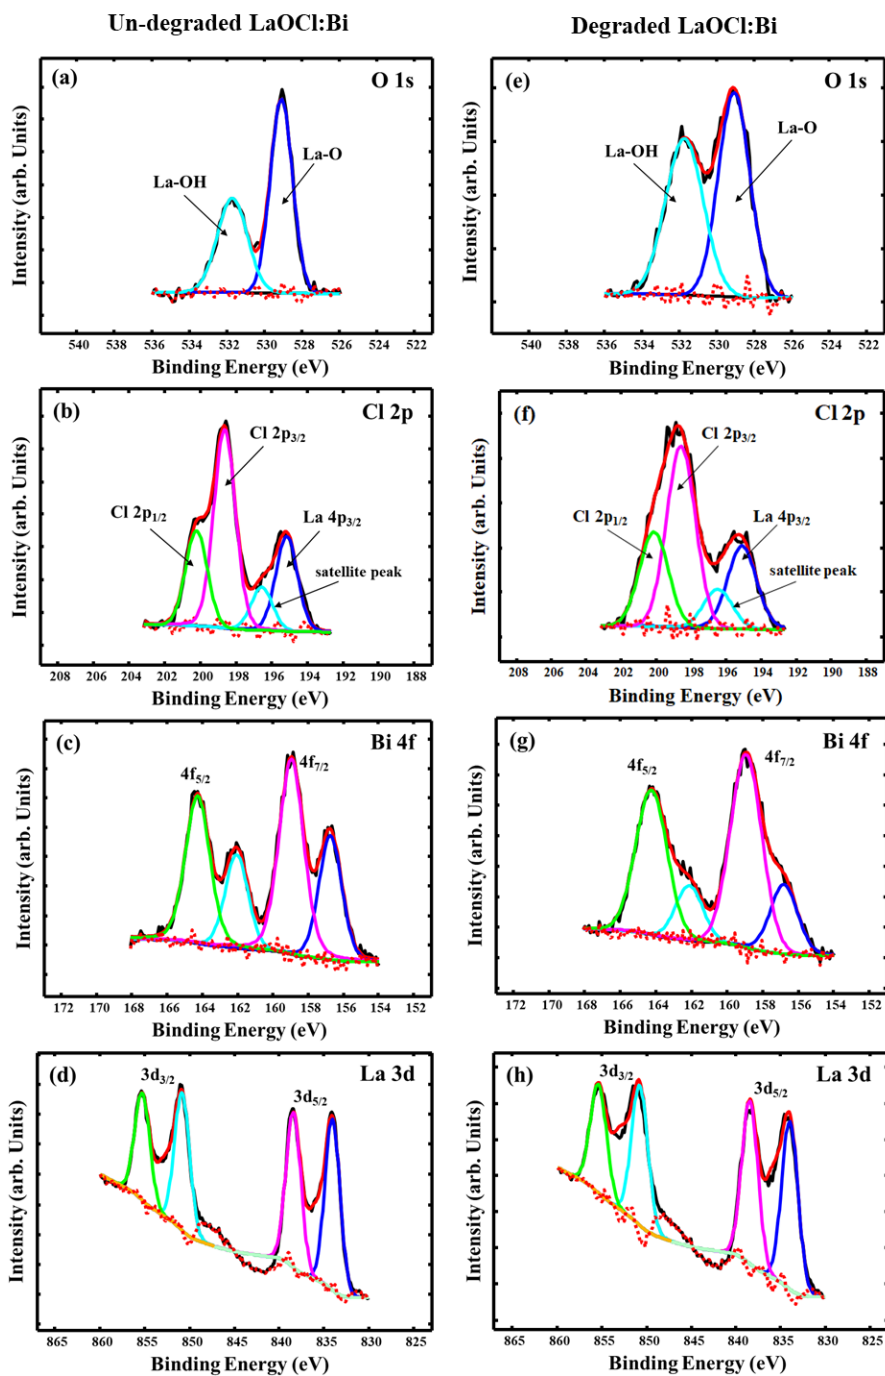 Un-degraded LaOCl:Bi
Degraded LaOCl:Bi
(a)
O 1s
La-O
La-OH
Intensity (arb. Units)
540 538 536 534 532 530 528 526 524 522
Binding Energy (eV)
(e)
O 1s
La-OH
La-O
Intensity (arb. Units)
540 538 536 534 532 530 528 526 524 522
Binding Energy (eV)
(b)
Cl 2p
Cl 2p3/2
Cl 2p1/2
La 4p3/2
satellite peak
Intensity (arb. Units)
208 206 204 202 200 198 196 194 192 190 188
Binding Energy (eV)
(f)
Cl 2p
Cl 2p3/2
Cl 2p1/2
La 4p3/2
satellite peak
Intensity (arb. Units)
208 206 204 202 200 198 196 194 192 190 188
Binding Energy (eV)
(c)
Bi 4f
4f5/2
4f7/2
Intensity (arb. Units)
172 170 168 166 164 162 160 158 156 154 152
Binding Energy (eV)
(g)
Bi 4f
4f5/2
4f7/2
Intensity (arb. Units)
172 170 168 166 164 162 160 158 156 154 152
Binding Energy (eV)
(d)
La 3d
3d3/2
3d5/2
Intensity (arb. Units)
865 860 855 850 845 840 835 830 825
Binding Energy (eV)
(h)
La 3d
3d3/2
3d5/2
Intensity (arb. Units)
865 860 855 850 845 840 835 830 825
Binding Energy (eV)